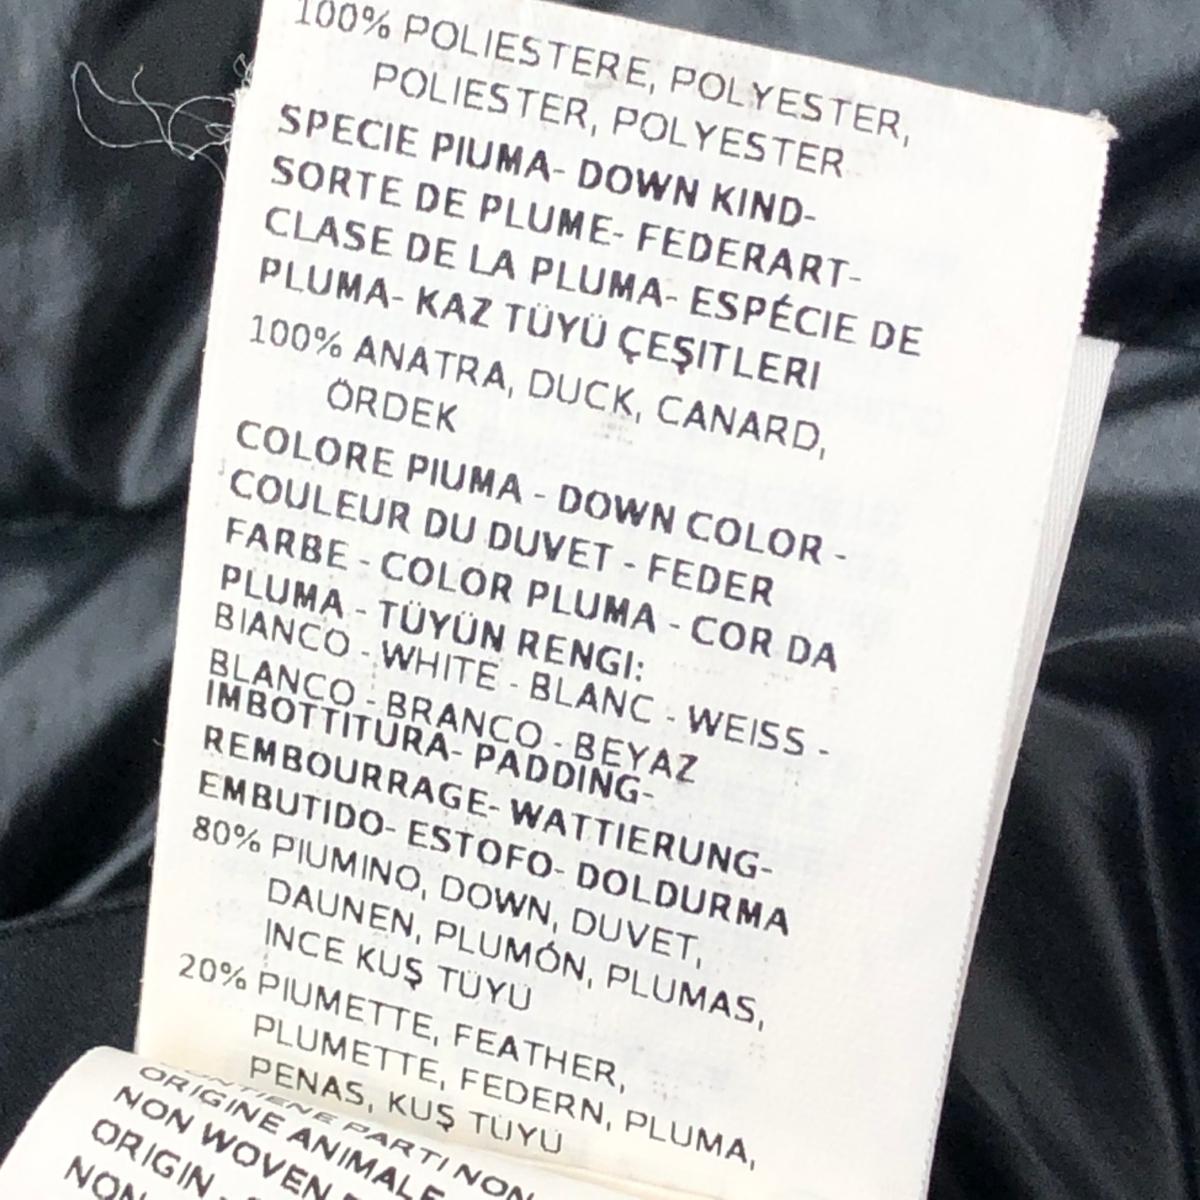 100% POLIESTERE, POLYESTER,
POLIESTER, POLYESTER
SPECIE PIUMA- DOWN KIND-
SORTE DE PLUME- FEDERART-
CLASE DE LA PLUMA- ESPÉCIE DE
PLUMA- KAZ TÜYÜ ÇEŞITLERI
100% ANATRA, DUCK, CANARD,
ÖRDEK
COLORE PIUMA - DOWN COLOR -
COULEUR DU DUVET - FEDER
FARBE - COLOR PLUMA - COR DA
PLUMA - TÜYÜN RENGI:
BIANCO - WHITE - BLANC - WEISS -
BLANCO - BRANCO - BEYAZ
IMBOTTITURA- PADDING-
REMBOURRAGE- WATTIERUNG-
EMBUTIDO- ESTOFO- DOLDURMA
80% PIUMINO, DOWN, DUVET,
DAUNEN, PLUMÓN, PLUMAS,
INCE KUŞ TÜYÜ
20% PIUMETTE, FEATHER,
PLUMETTE, FEDERN, PLUMA,
PENAS, KUŞ TÜYÜ
PARTI NON
ORIGINE ANIMALE
NON WOVEN
ORIGIN -
NON